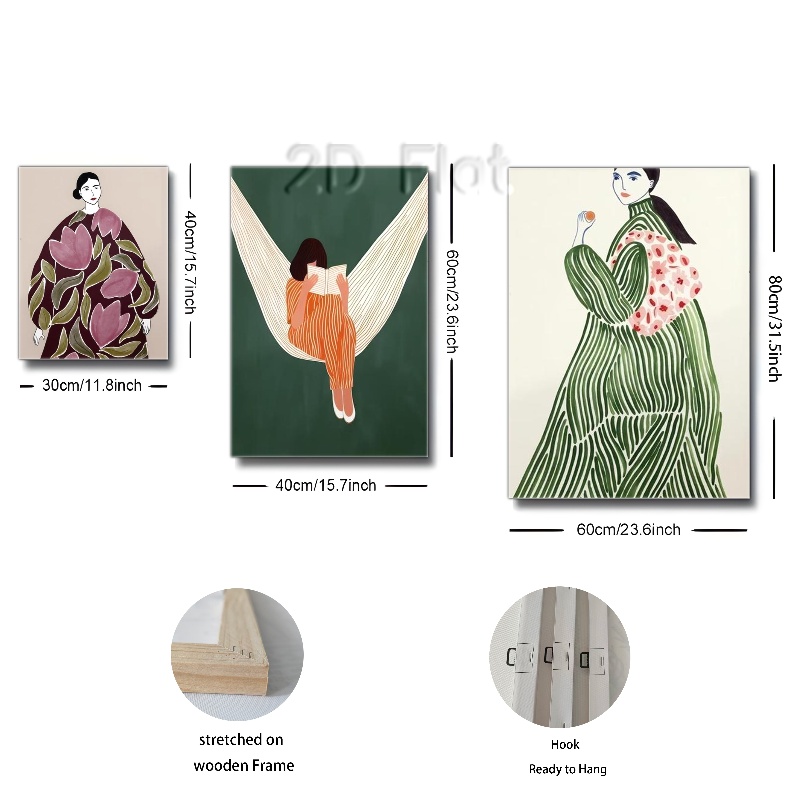 2D Flat
40cm/15.7inch
30cm/11.8inch
60cm/23.6inch
40cm/15.7inch
80cm/31.5inch
60cm/23.6inch
stretched on
wooden Frame
Hook
Ready to Hang